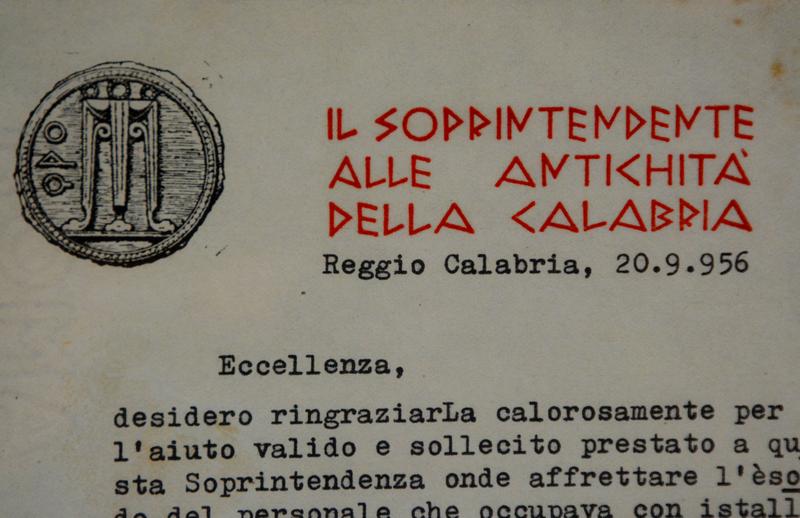 ϘΡΟ
IL SOPRINTENDENTE
ALLE ANTICHITÀ
DELLA CALABRIA
Reggio Calabria, 20.9.956
Eccellenza,
desidero ringraziarLa calorosamente per
l'aiuto valido e sollecito prestato a qu
sta Soprintendenza onde affrettare l'èso
do del personale che occupava con istall